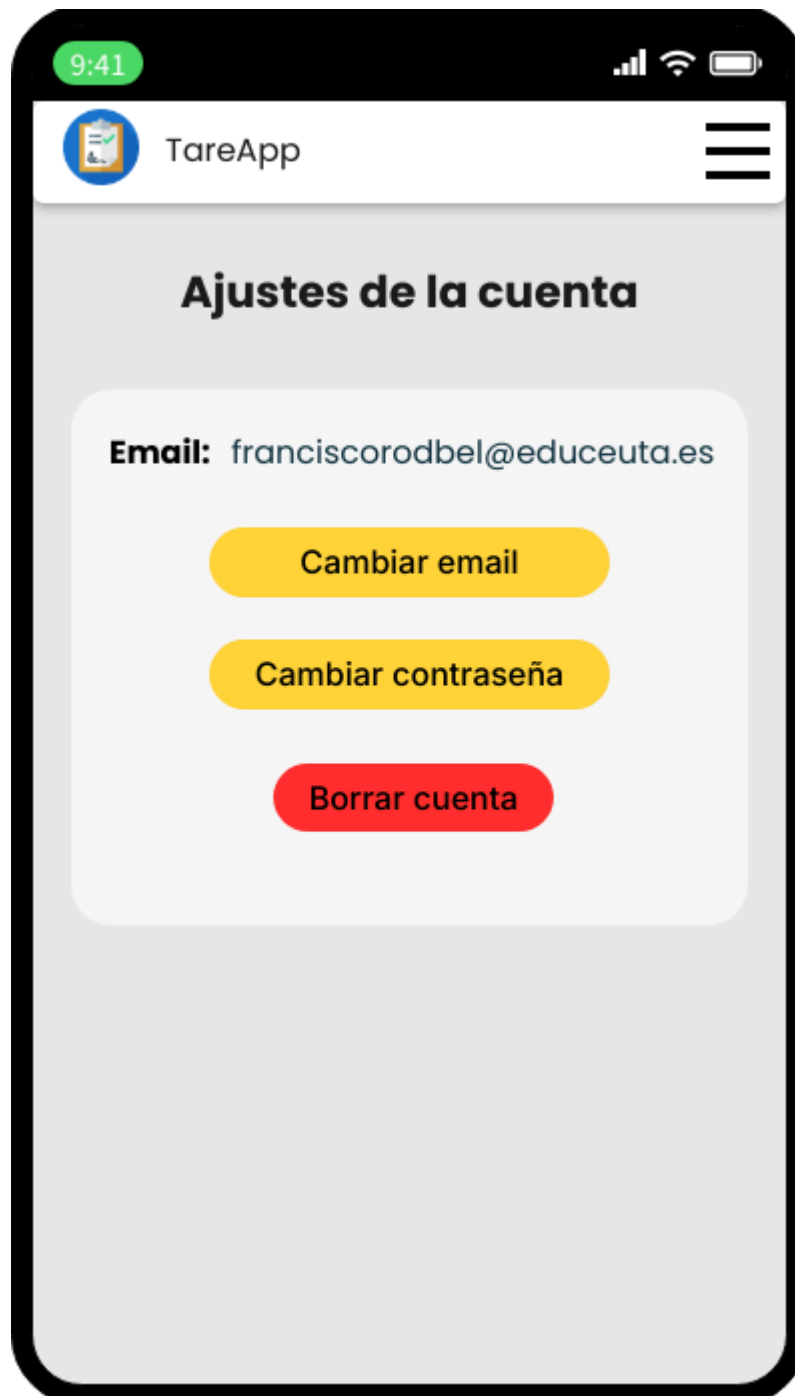 9:41
TareApp
Ajustes de la cuenta
Email: franciscorodbel@educeuta.es
Cambiar email
Cambiar contraseña
Borrar cuenta